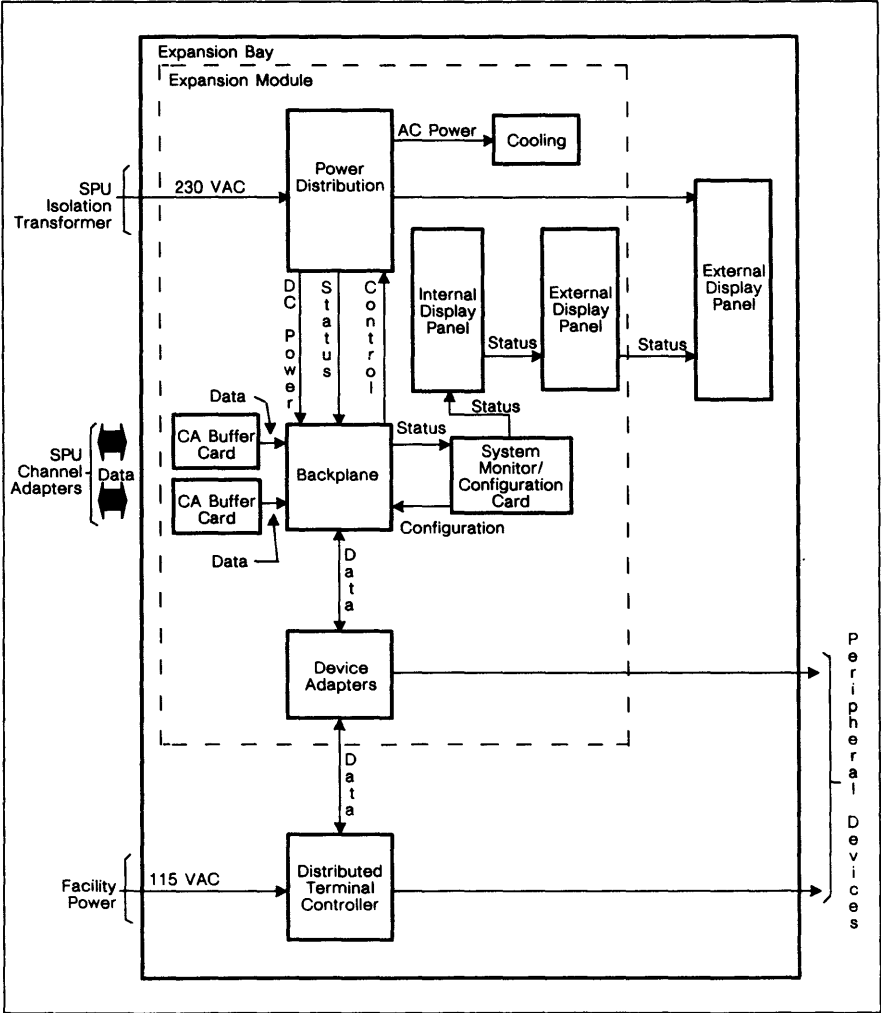 Expansion Bay
Expansion Module
AC Power
Cooling
Power
Distribution
SPU
Isolation
Transformer
230 VAC
External
Display
Panel
Internal
Display
Panel
External
Display
Panel
DC Power
Status
Control
Status
Status
Status
Data
CA Buffer
Card
Status
SPU
Channel
Adapters
Data
Backplane
System
Monitor/
Configuration
Card
CA Buffer
Card
Configuration
Data
Data
Device
Adapters
Peripheral Devices
Data
Facility
Power
115 VAC
Distributed
Terminal
Controller